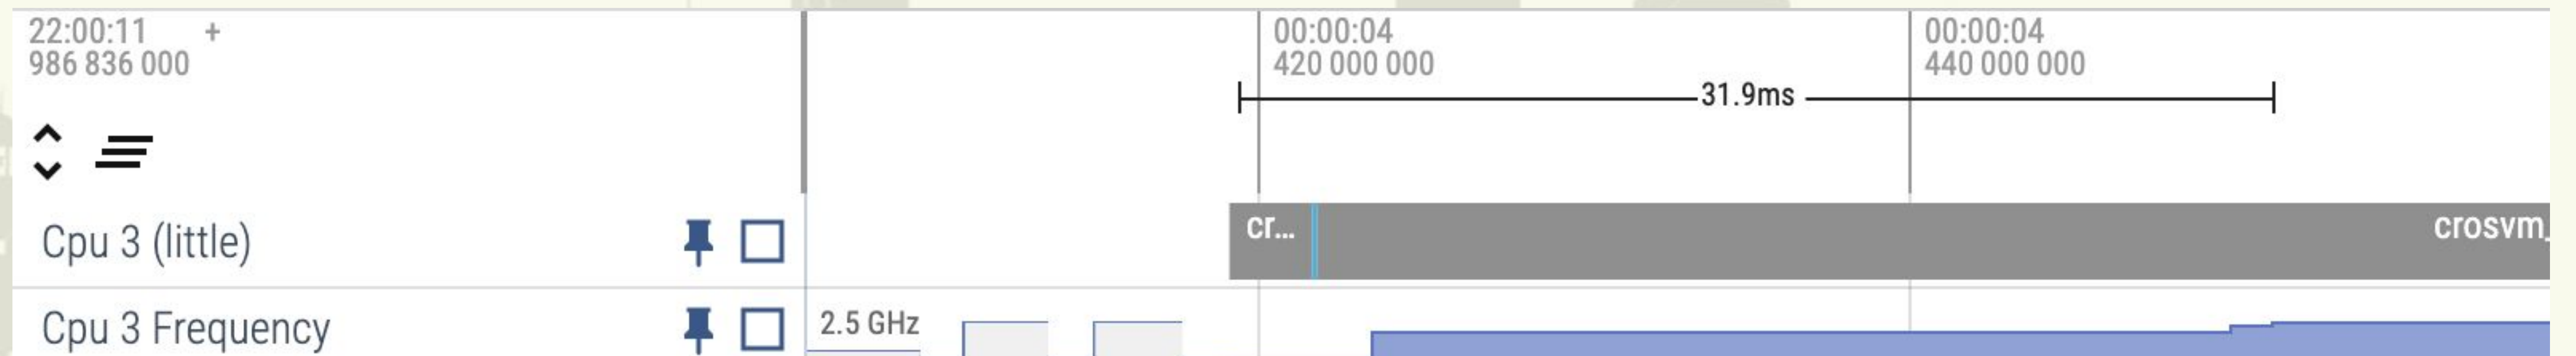 22:00:11 +
986 836 000
00:00:04
420 000 000
00:00:04
440 000 000
31.9ms
Cpu 3 (little)
cr...
crosvm_
Cpu 3 Frequency
2.5 GHz